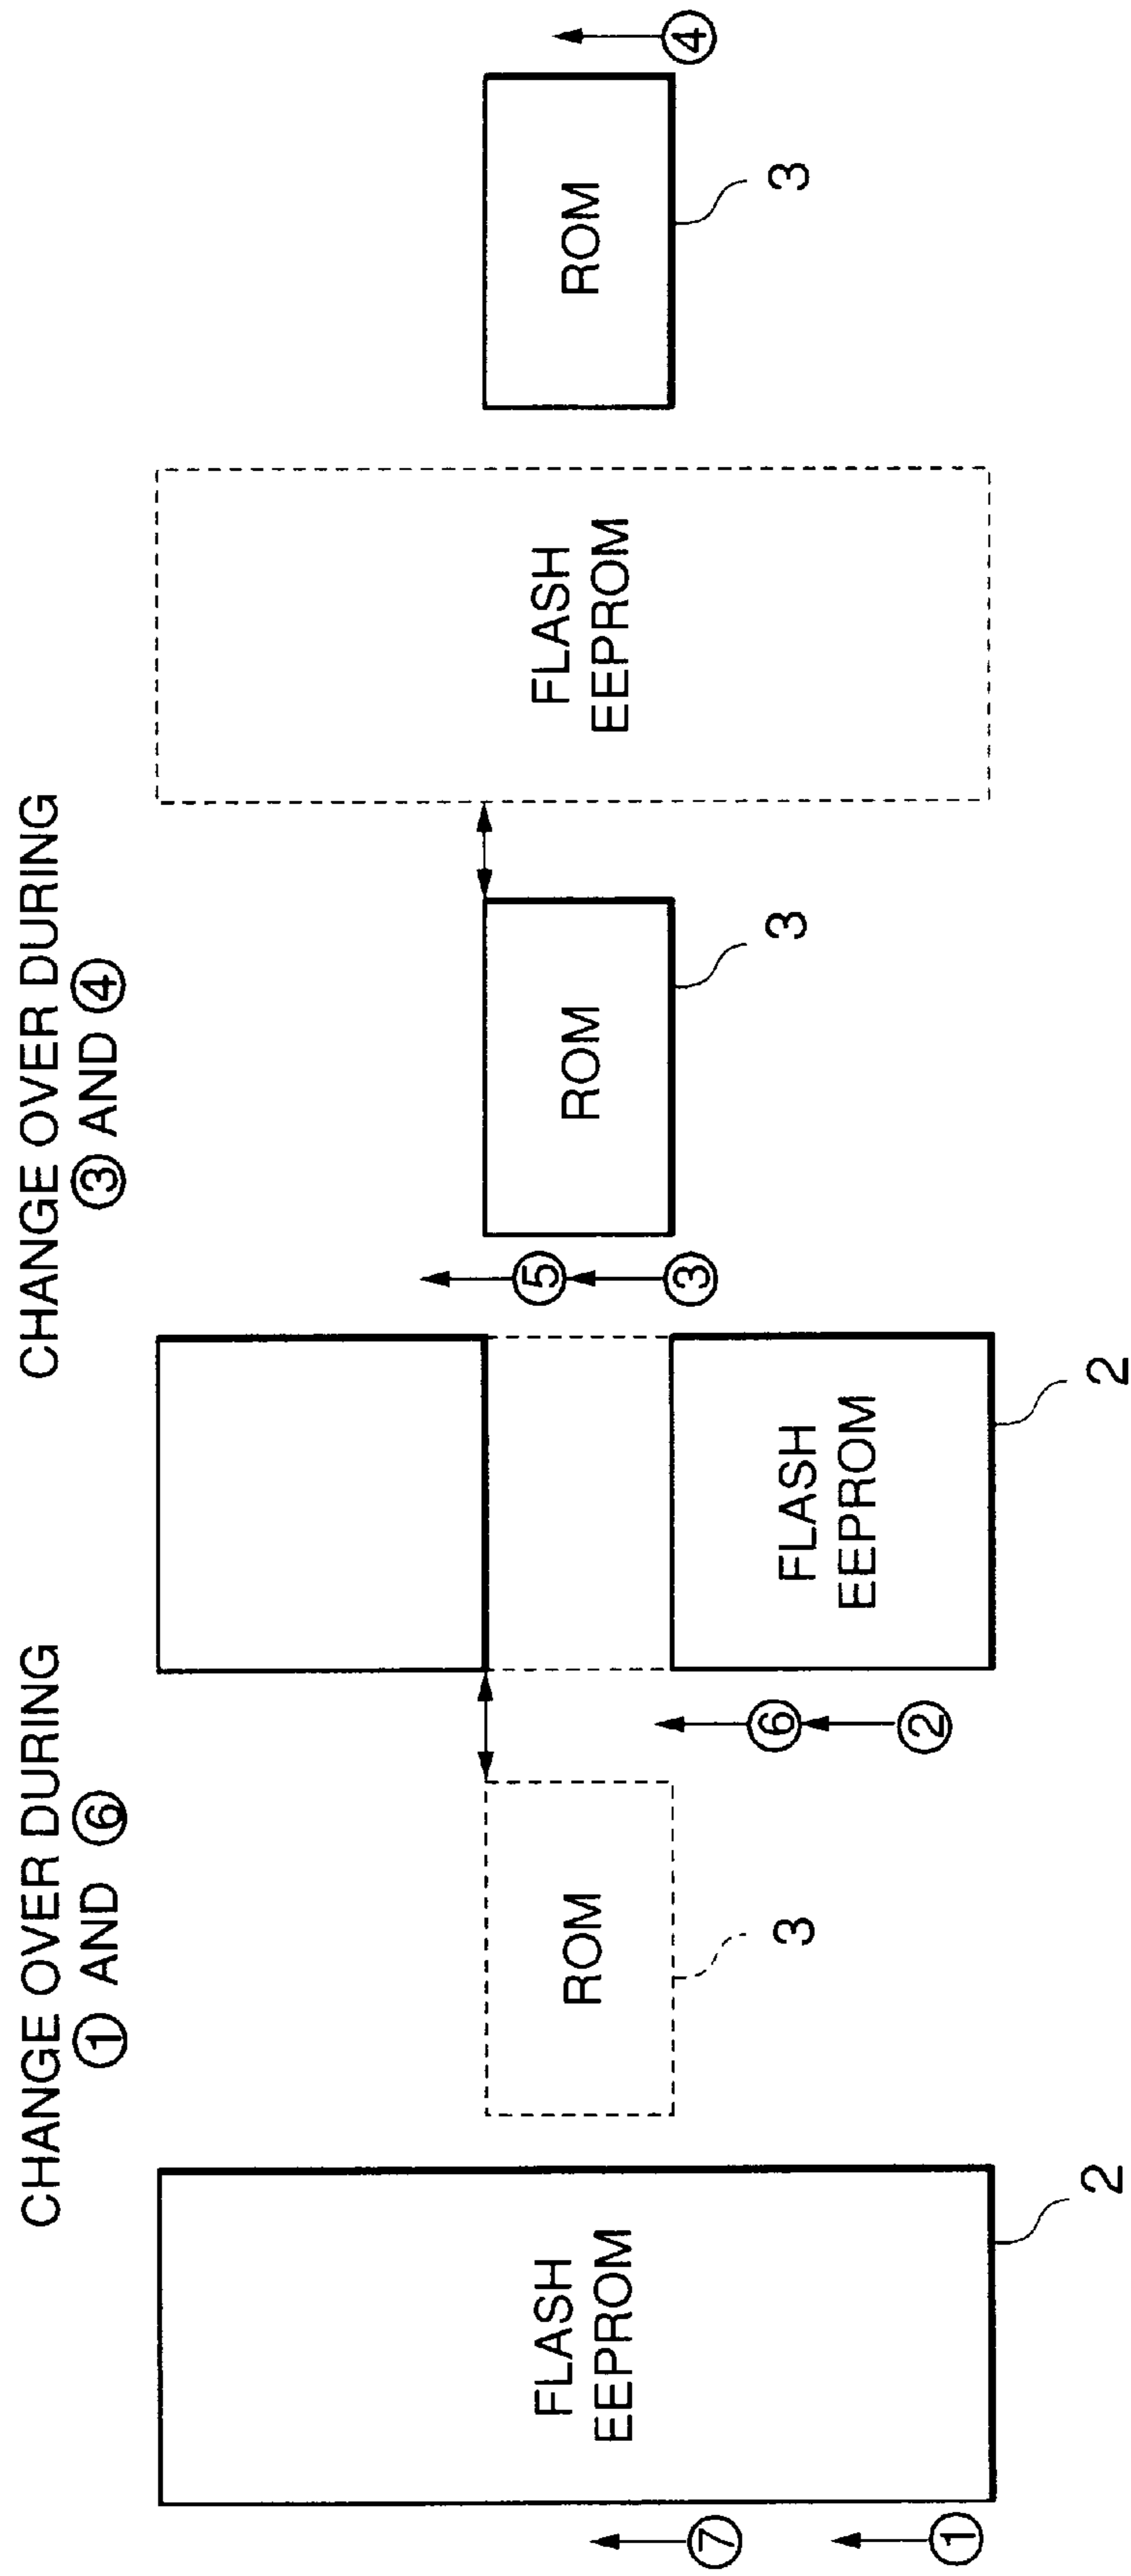 CHANGE OVER DURING
① AND ⑥
CHANGE OVER DURING
③ AND ④
⑦
①
FLASH
EEPROM
2
ROM
3
⑥
②
FLASH
EEPROM
2
⑤
③
ROM
3
FLASH
EEPROM
ROM
3
④